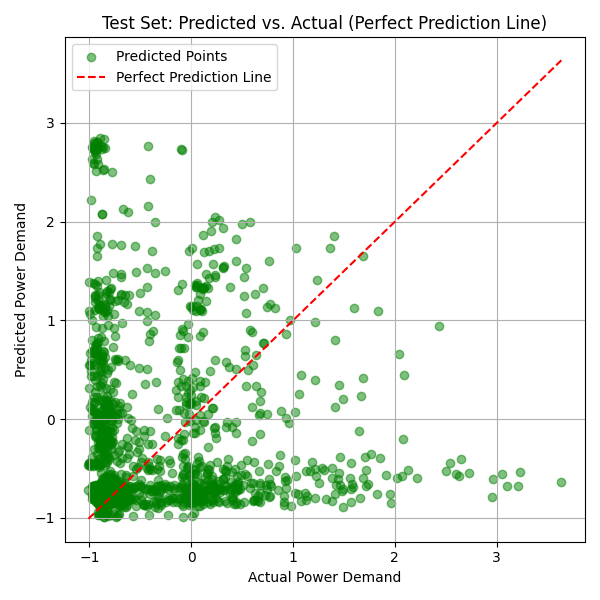 Test Set: Predicted vs. Actual (Perfect Prediction Line)
Predicted Points
Perfect Prediction Line
3
2
1
0
−1
Predicted Power Demand
−1 0 1 2 3
Actual Power Demand